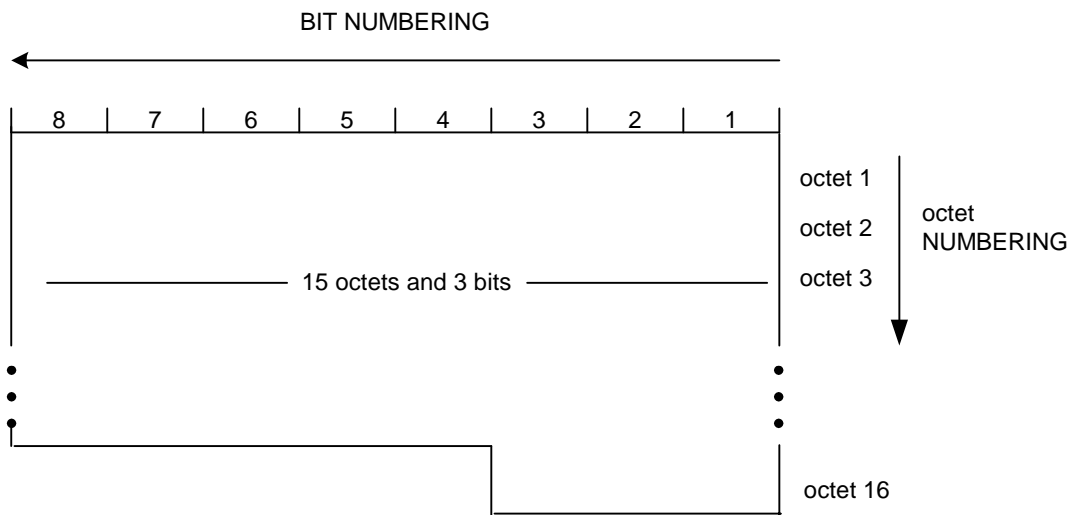 BIT NUMBERING
8 7 6 5 4 3 2 1
octet 1
octet 2
octet
NUMBERING
15 octets and 3 bits
octet 3
octet 16